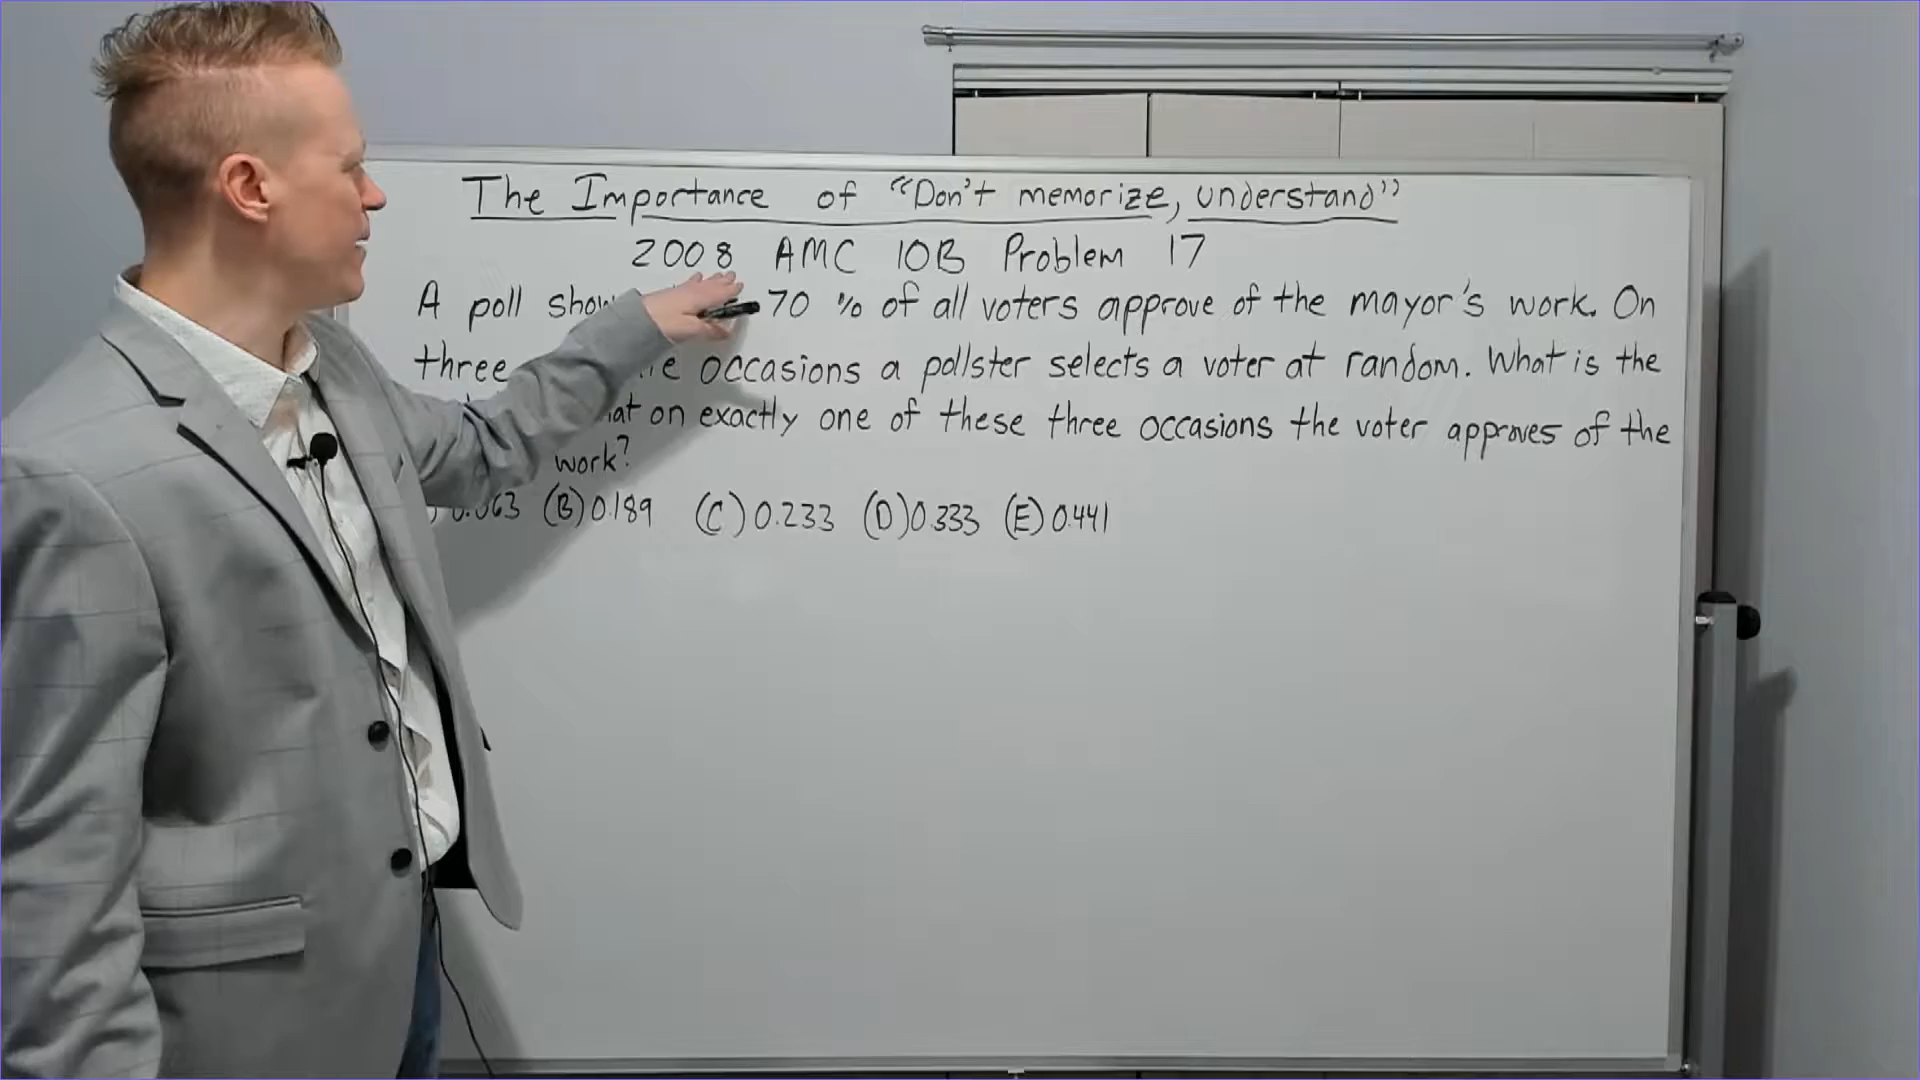 The Importance of "Don't memorize, understand"
2008 AMC 10B Problem 17
A poll 70 % of all voters approve of the mayor's work. On
three occasions a pollster selects a voter at random. What is the
on exactly one of these three occasions the voter approves of the
work?
(B) 0.189 (C) 0.233 (D) 0.333 (E) 0.441